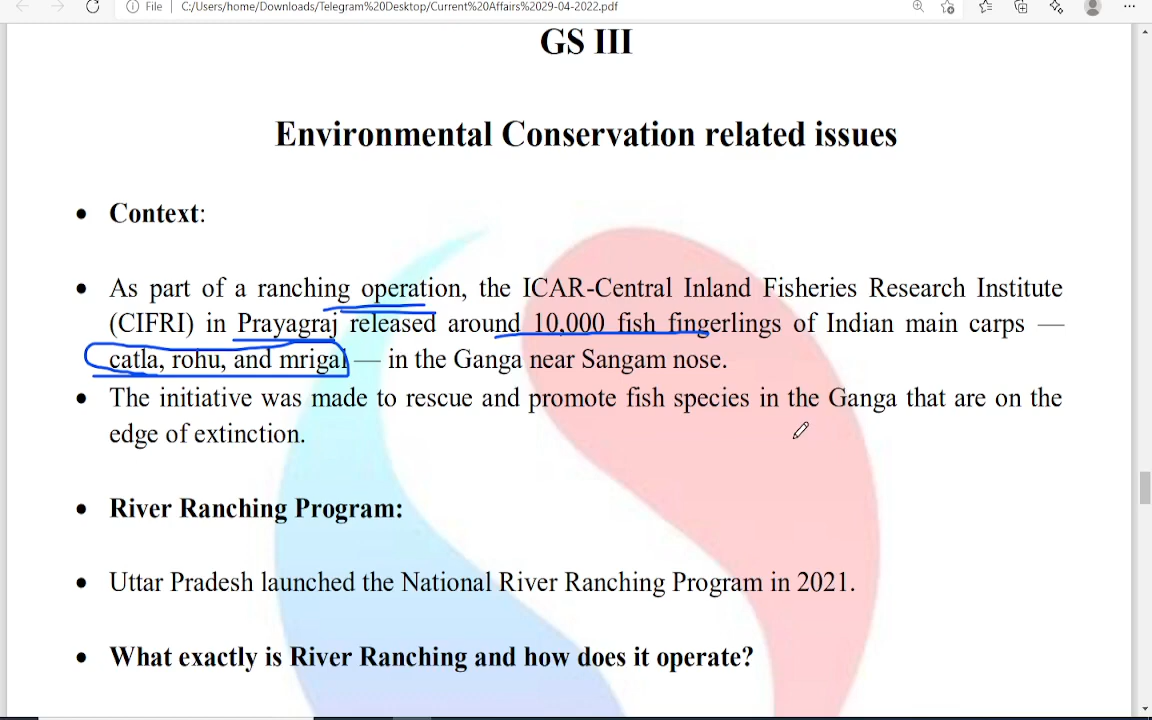 File | C:/Users/home/Downloads/Telegram%20Desktop/Current%20Affairs%2029-04-2022.pdf
GS III
Environmental Conservation related issues
• Context:
• As part of a ranching operation, the ICAR-Central Inland Fisheries Research Institute
(CIFRI) in Prayagraj released around 10,000 fish fingerlings of Indian main carps —
catla, rohu, and mrigal — in the Ganga near Sangam nose.
• The initiative was made to rescue and promote fish species in the Ganga that are on the
edge of extinction.
• River Ranching Program:
• Uttar Pradesh launched the National River Ranching Program in 2021.
• What exactly is River Ranching and how does it operate?